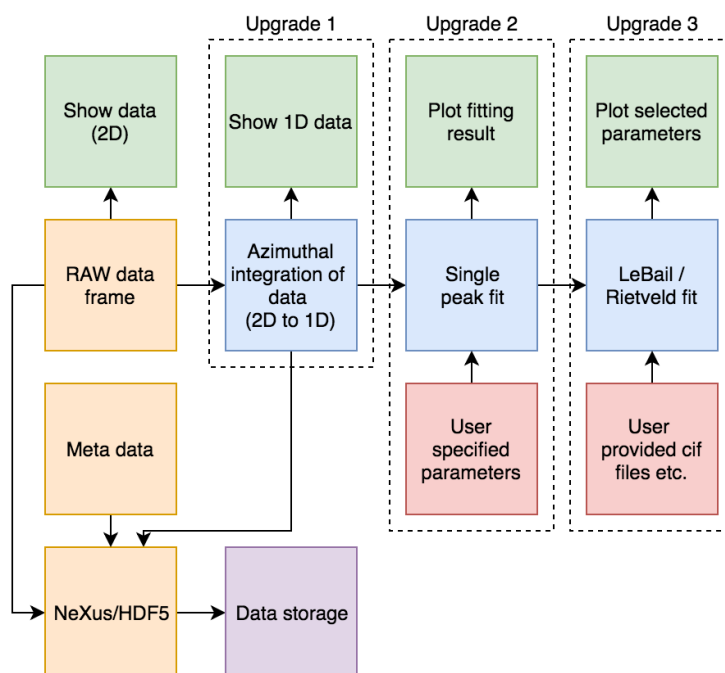 Upgrade 1
Upgrade 2
Upgrade 3
Show data
(2D)
Show 1D data
Plot fitting
result
Plot selected
parameters
RAW data
frame
Azimuthal
integration of
data
(2D to 1D)
Single
peak fit
LeBail /
Rietveld fit
Meta data
User
specified
parameters
User
provided cif
files etc.
NeXus/HDF5
Data storage